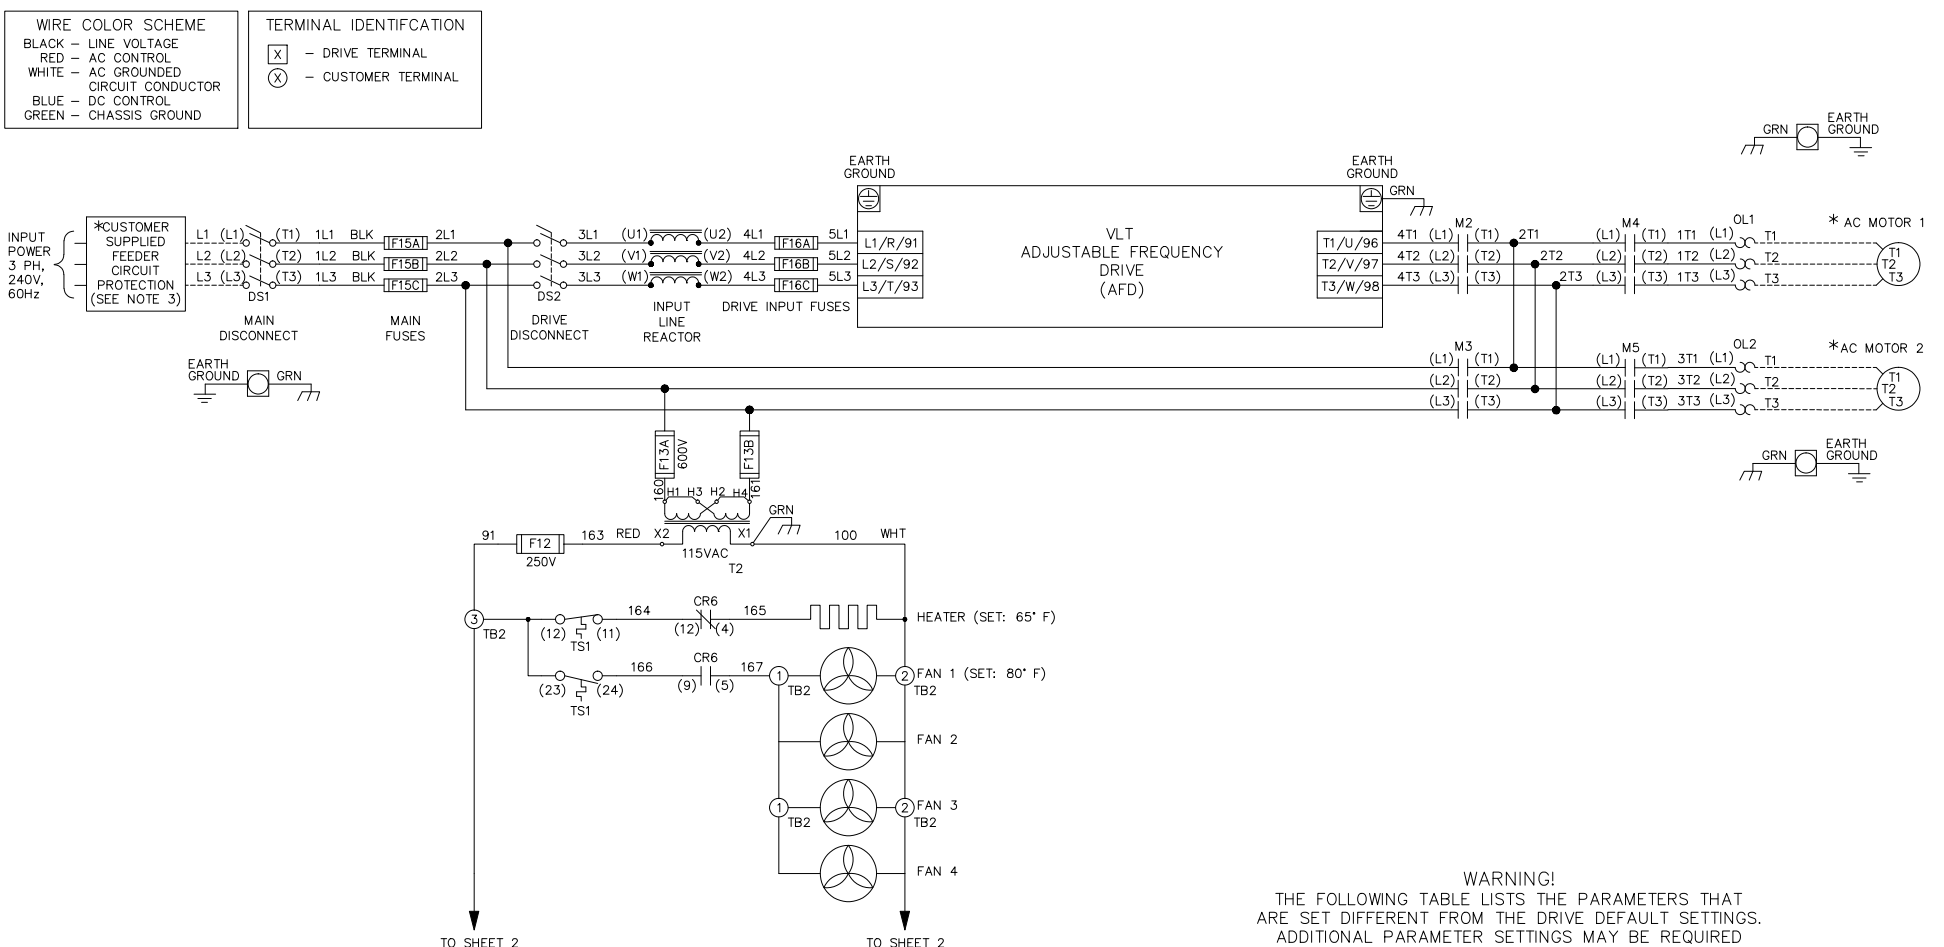 WIRE COLOR SCHEME
BLACK – LINE VOLTAGE
RED – AC CONTROL
WHITE – AC GROUNDED
CIRCUIT CONDUCTOR
BLUE – DC CONTROL
GREEN – CHASSIS GROUND
TERMINAL IDENTIFCATION
X – DRIVE TERMINAL
X – CUSTOMER TERMINAL
GRN EARTH GROUND
INPUT
POWER
3 PH,
240V,
60Hz
*CUSTOMER
SUPPLIED
FEEDER
CIRCUIT
PROTECTION
(SEE NOTE 3)
L1 (L1) (T1) 1L1 BLK F15A 2L1 3L1 (U1) (U2) 4L1 F16A 5L1 L1/R/91
L2 (L2) (T2) 1L2 BLK F15B 2L2 3L2 (V1) (V2) 4L2 F16B 5L2 L2/S/92
L3 (L3) (T3) 1L3 BLK F15C 2L3 3L3 (W1) (W2) 4L3 F16C 5L3 L3/T/93
DS1
MAIN
DISCONNECT
MAIN
FUSES
DS2
DRIVE
DISCONNECT
INPUT
LINE
REACTOR
DRIVE INPUT FUSES
EARTH
GROUND
EARTH
GROUND
GRN
VLT
ADJUSTABLE FREQUENCY
DRIVE
(AFD)
M2 M4 OL1 * AC MOTOR 1
T1/U/96 4T1 (L1) (T1) 2T1 (L1) (T1) 1T1 (L1) T1 T1
T2/V/97 4T2 (L2) (T2) 2T2 (L2) (T2) 1T2 (L2) T2 T2
T3/W/98 4T3 (L3) (T3) 2T3 (L3) (T3) 1T3 (L3) T3 T3
EARTH
GROUND GRN
M3 M5 OL2 *AC MOTOR 2
(L1) (T1) (L1) (T1) 3T1 (L1) T1 T1
(L2) (T2) (L2) (T2) 3T2 (L2) T2 T2
(L3) (T3) (L3) (T3) 3T3 (L3) T3 T3
GRN EARTH GROUND
F13A 600V F13B
160 H1 H3 H2 H4 161
GRN
91 F12 163 RED X2 X1 100 WHT
250V 115VAC
T2
3 TB2 (12) (11) TS1 164 CR6 (12) (4) 165 HEATER (SET: 65° F)
(23) (24) TS1 166 CR6 (9) (5) 167 1 TB2 2 TB2 FAN 1 (SET: 80° F)
FAN 2
1 TB2 2 TB2 FAN 3
FAN 4
TO SHEET 2 TO SHEET 2
WARNING!
THE FOLLOWING TABLE LISTS THE PARAMETERS THAT
ARE SET DIFFERENT FROM THE DRIVE DEFAULT SETTINGS.
ADDITIONAL PARAMETER SETTINGS MAY BE REQUIRED